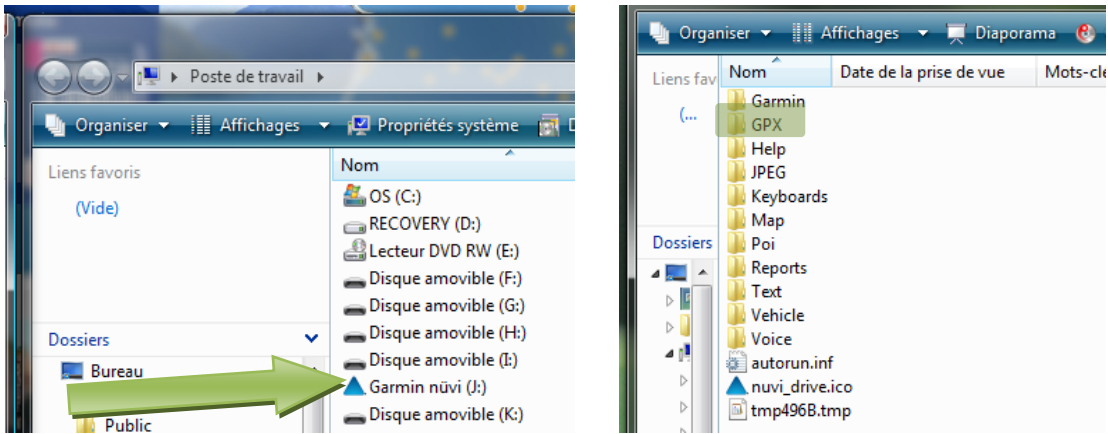 Poste de travail
Organiser Affichages Propriétés système
Liens favoris
(Vide)
Dossiers
Bureau
Public
Nom
OS (C:)
RECOVERY (D:)
Lecteur DVD RW (E:)
Disque amovible (F:)
Disque amovible (G:)
Disque amovible (H:)
Disque amovible (I:)
Garmin nüvi (J:)
Disque amovible (K:)
Organiser Affichages Diaporama
Liens fav
(...
Dossiers
Nom Date de la prise de vue Mots-clé
Garmin
GPX
Help
JPEG
Keyboards
Map
Poi
Reports
Text
Vehicle
Voice
autorun.inf
nuvi_drive.ico
tmp496B.tmp